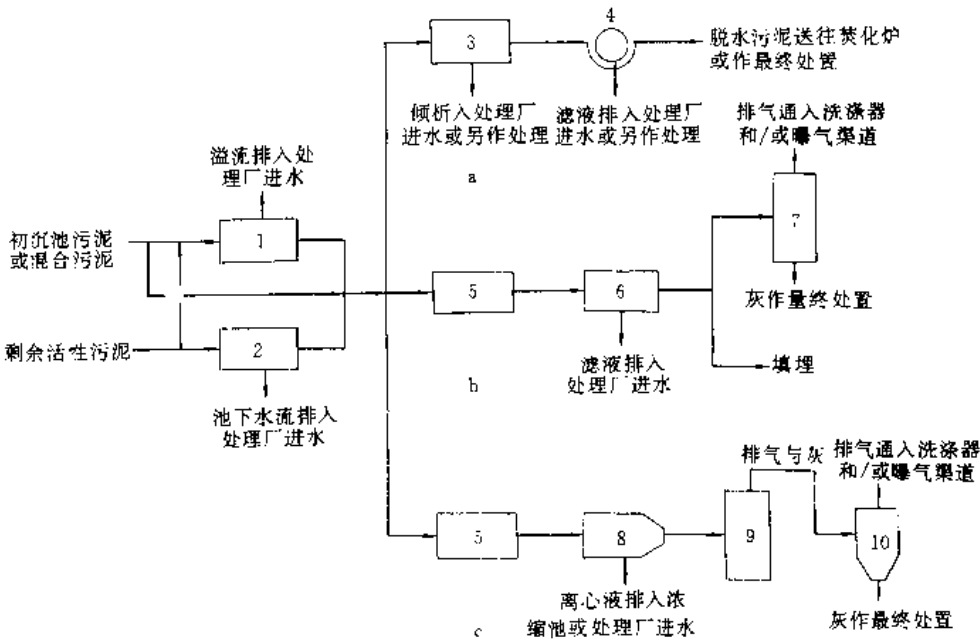 4
3
脱水污泥送往焚化炉
或作最终处置
倾析入处理厂
进水或另作处理
滤液排入处理厂
进水或另作处理
a
排气通入洗涤器
和/或曝气渠道
7
灰作量终处置
溢流排入处
理厂进水
初沉池污泥
或混合污泥
1
剩余活性污泥
2
池下水流排入
处理厂进水
5
6
滤液排入
处理厂进水
填埋
b
排气与灰
排气通入洗涤器
和/或曝气渠道
5
8
9
10
离心液排入浓
缩池或处理厂进水
灰作最终处置
c